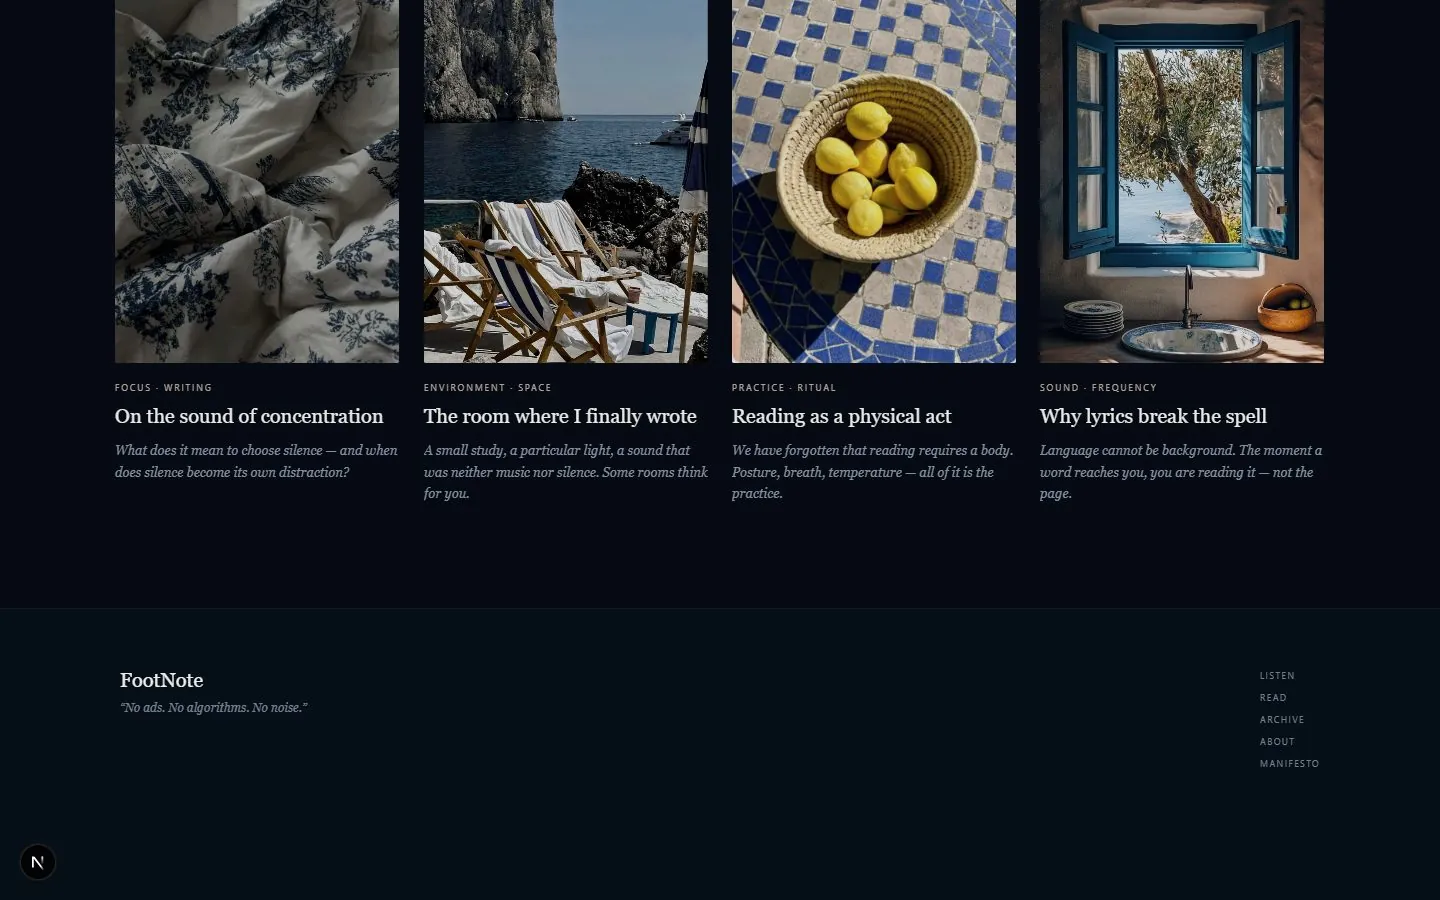 FOCUS · WRITING
On the sound of concentration
What does it mean to choose silence — and when
does silence become its own distraction?
ENVIRONMENT · SPACE
The room where I finally wrote
A small study, a particular light, a sound that
was neither music nor silence. Some rooms think
for you.
PRACTICE · RITUAL
Reading as a physical act
We have forgotten that reading requires a body.
Posture, breath, temperature — all of it is the
practice.
SOUND · FREQUENCY
Why lyrics break the spell
Language cannot be background. The moment a
word reaches you, you are reading it — not the
page.
FootNote
“No ads. No algorithms. No noise.”
LISTEN
READ
ARCHIVE
ABOUT
MANIFESTO
N